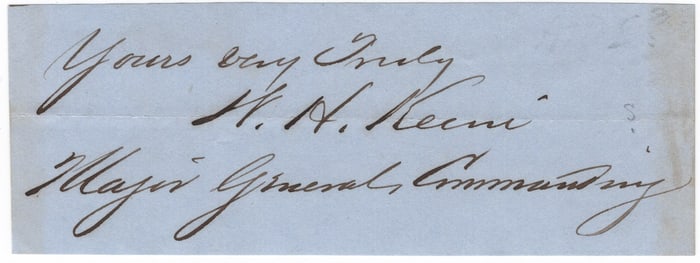 Yours very Truly
W. H. Keim
Major General, Commanding